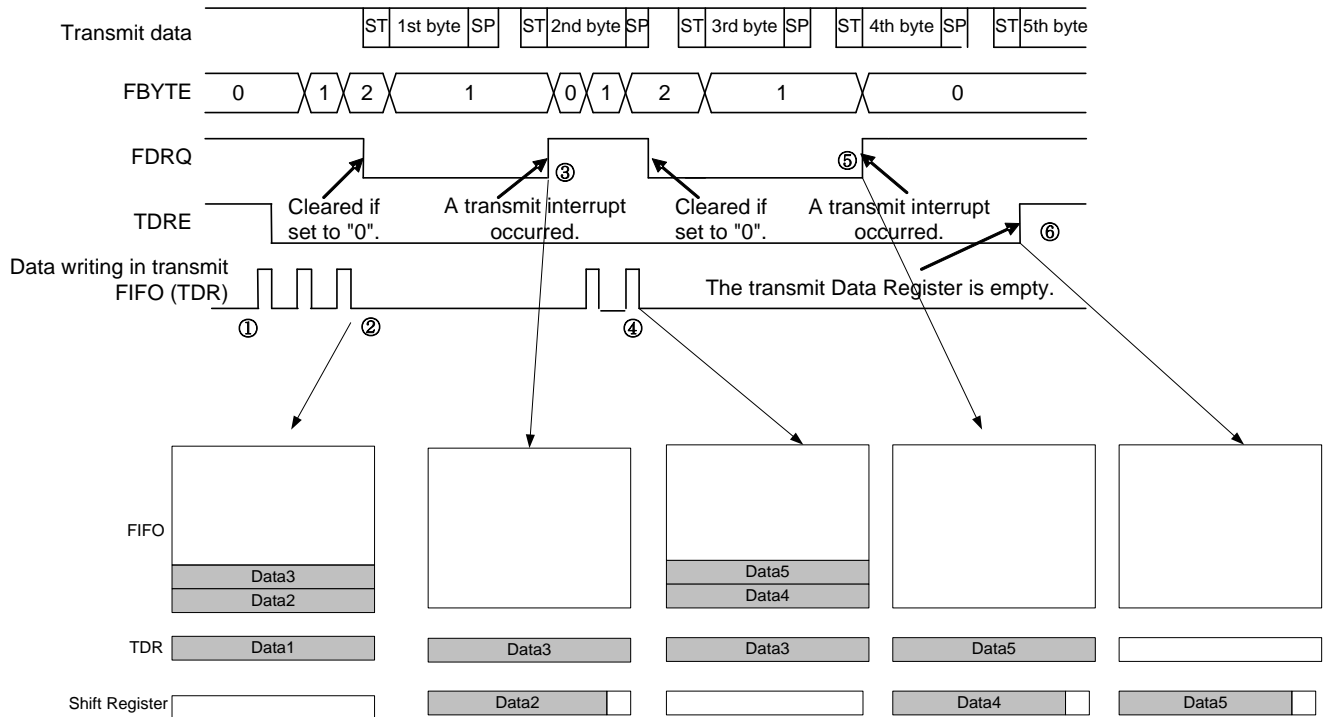 Transmit data ST 1st byte SP ST 2nd byte SP ST 3rd byte SP ST 4th byte SP ST 5th byte
FBYTE 0 1 2 1 0 1 2 1 0
FDRQ ③ ⑤
Cleared if set to "0".
A transmit interrupt occurred.
Cleared if set to "0".
A transmit interrupt occurred.
TDRE ⑥
Data writing in transmit
FIFO (TDR)
The transmit Data Register is empty.
① ② ④
FIFO
Data3 Data5
Data2 Data4
TDR Data1 Data3 Data3 Data5
Shift Register Data2 Data4 Data5